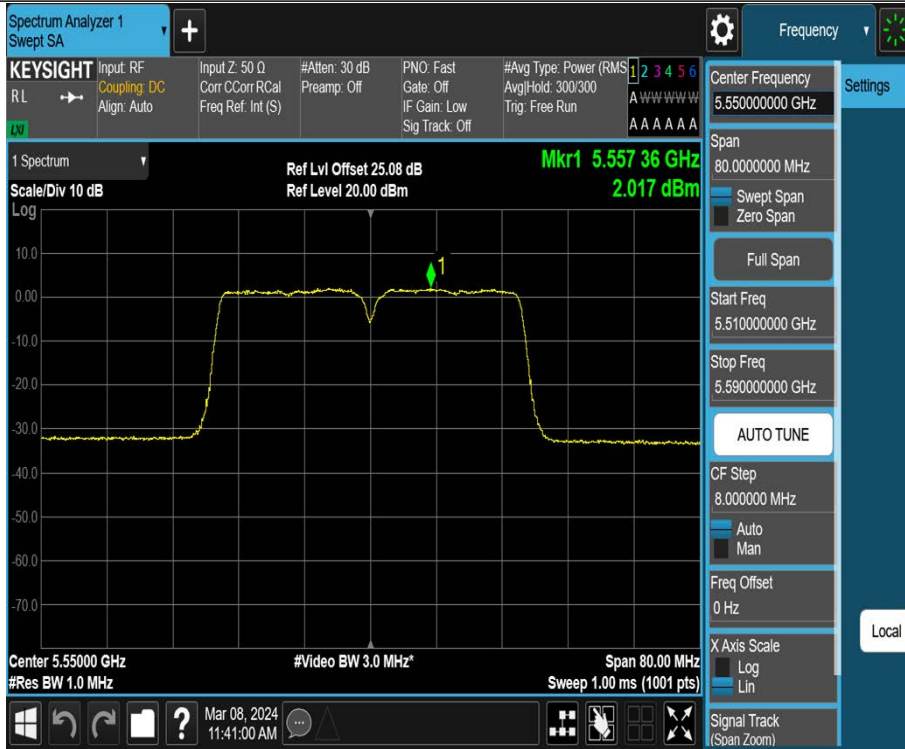 Spectrum Analyzer 1
Swept SA
+
Frequency
KEYSIGHT
R L
LXI
Input: RF
Coupling: DC
Align: Auto
Input Z: 50 Ω
Corr CCorr RCal
Freq Ref: Int (S)
#Atten: 30 dB
Preamp: Off
PNO: Fast
Gate: Off
IF Gain: Low
Sig Track: Off
#Avg Type: Power (RMS
Avg|Hold: 300/300
Trig: Free Run
1 2 3 4 5 6
A W W W W W
A A A A A A
1 Spectrum
Scale/Div 10 dB
Log
Ref Lvl Offset 25.08 dB
Ref Level 20.00 dBm
Mkr1 5.557 36 GHz
2.017 dBm
10.0
0.00
-10.0
-20.0
-30.0
-40.0
-50.0
-60.0
-70.0
1
Center 5.55000 GHz
#Res BW 1.0 MHz
#Video BW 3.0 MHz*
Span 80.00 MHz
Sweep 1.00 ms (1001 pts)
Settings
Center Frequency
5.550000000 GHz
Span
80.0000000 MHz
Swept Span
Zero Span
Full Span
Start Freq
5.510000000 GHz
Stop Freq
5.590000000 GHz
AUTO TUNE
CF Step
8.000000 MHz
Auto
Man
Freq Offset
0 Hz
X Axis Scale
Log
Lin
Signal Track
(Span Zoom)
Local
?
Mar 08, 2024
11:41:00 AM